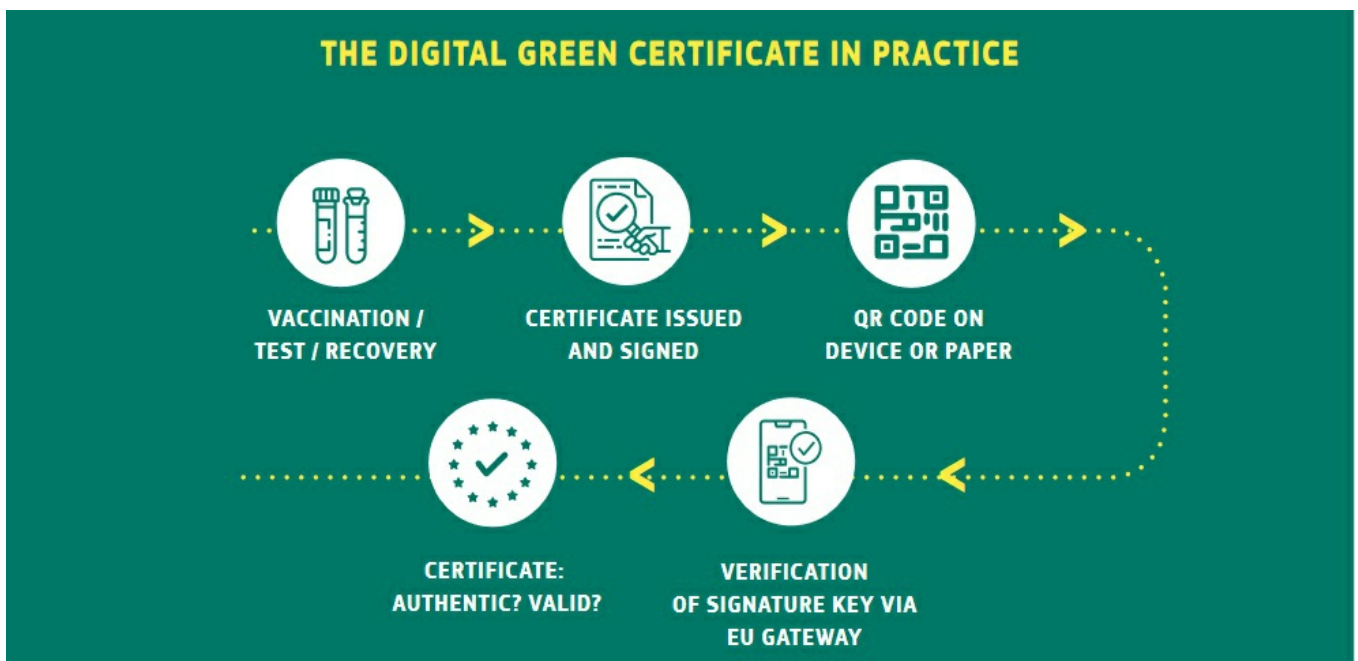 THE DIGITAL GREEN CERTIFICATE IN PRACTICE
VACCINATION /
TEST / RECOVERY
CERTIFICATE ISSUED
AND SIGNED
QR CODE ON
DEVICE OR PAPER
CERTIFICATE:
AUTHENTIC? VALID?
VERIFICATION
OF SIGNATURE KEY VIA
EU GATEWAY